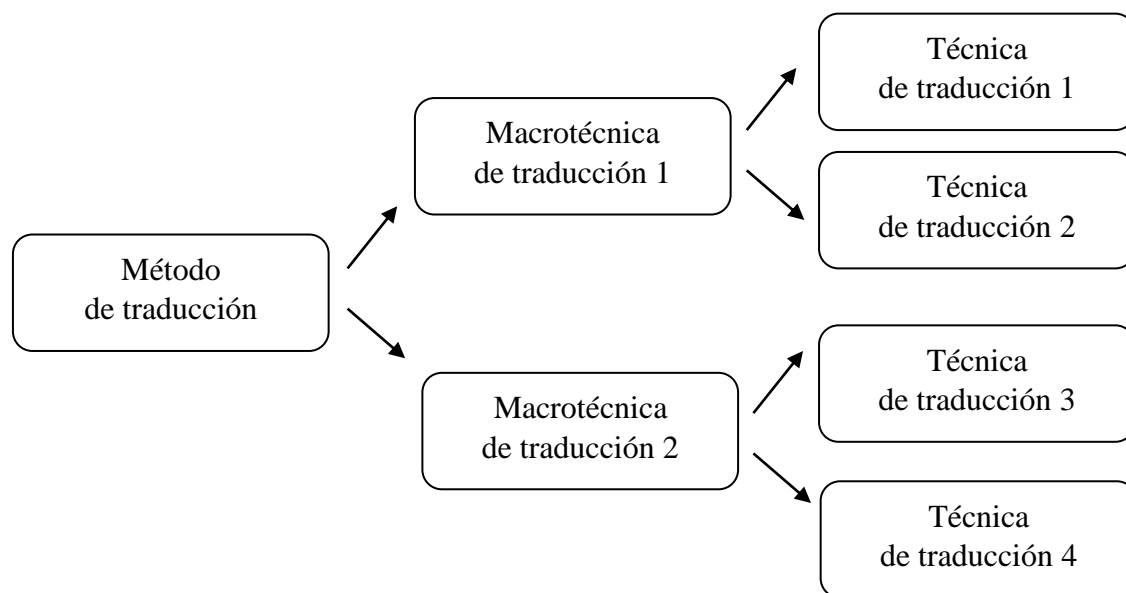 Técnica
de traducción 1
Macrotécnica
de traducción 1
Técnica
de traducción 2
Método
de traducción
Técnica
de traducción 3
Macrotécnica
de traducción 2
Técnica
de traducción 4